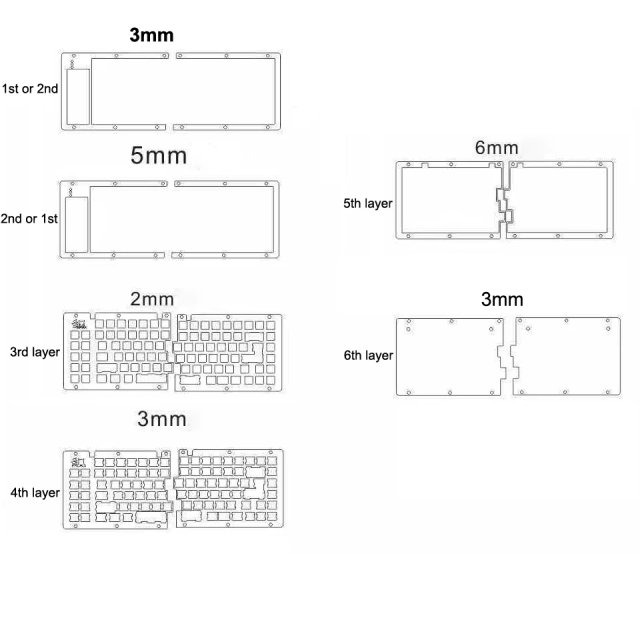 3mm
1st or 2nd
5mm
2nd or 1st
2mm
3rd layer
3mm
4th layer
6mm
5th layer
3mm
6th layer